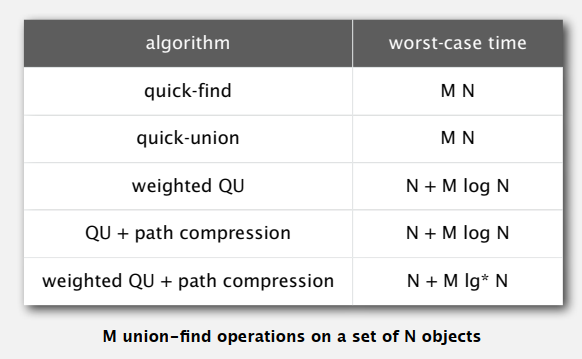 algorithm worst-case time
quick-find M N
quick-union M N
weighted QU N + M log N
QU + path compression N + M log N
weighted QU + path compression N + M lg* N
M union-find operations on a set of N objects